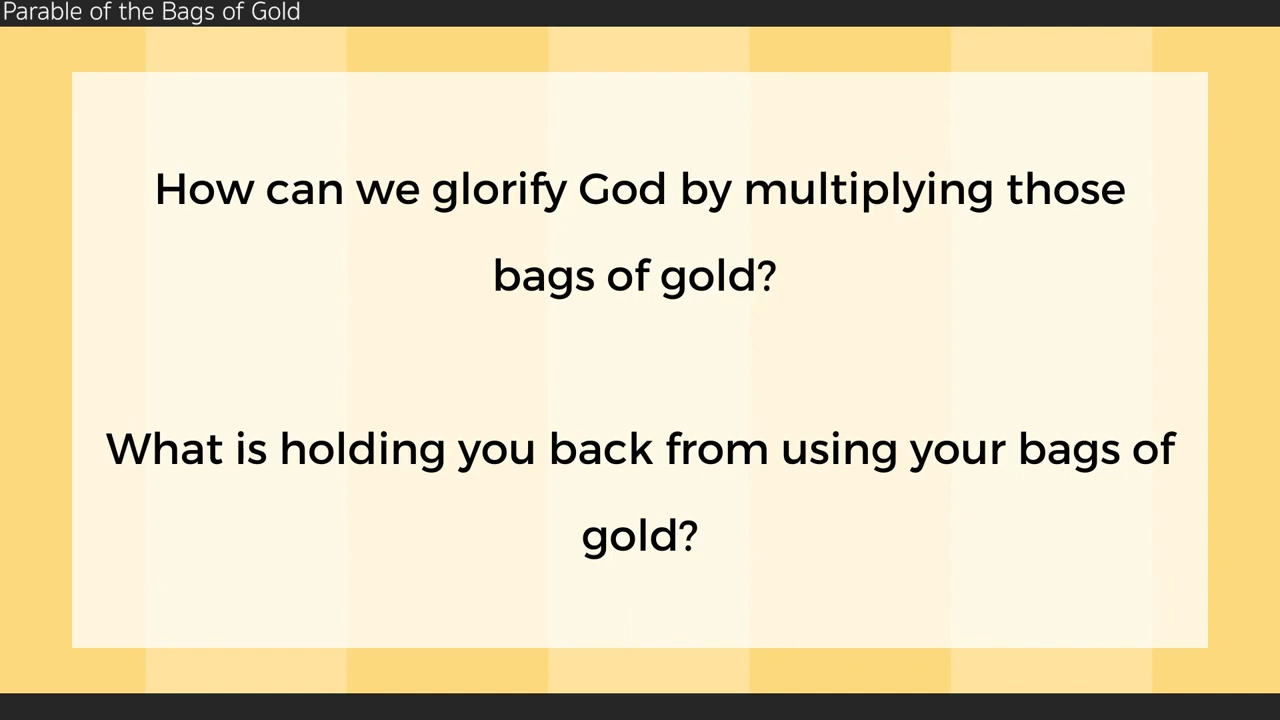 Parable of the Bags of Gold
How can we glorify God by multiplying those
bags of gold?
What is holding you back from using your bags of
gold?